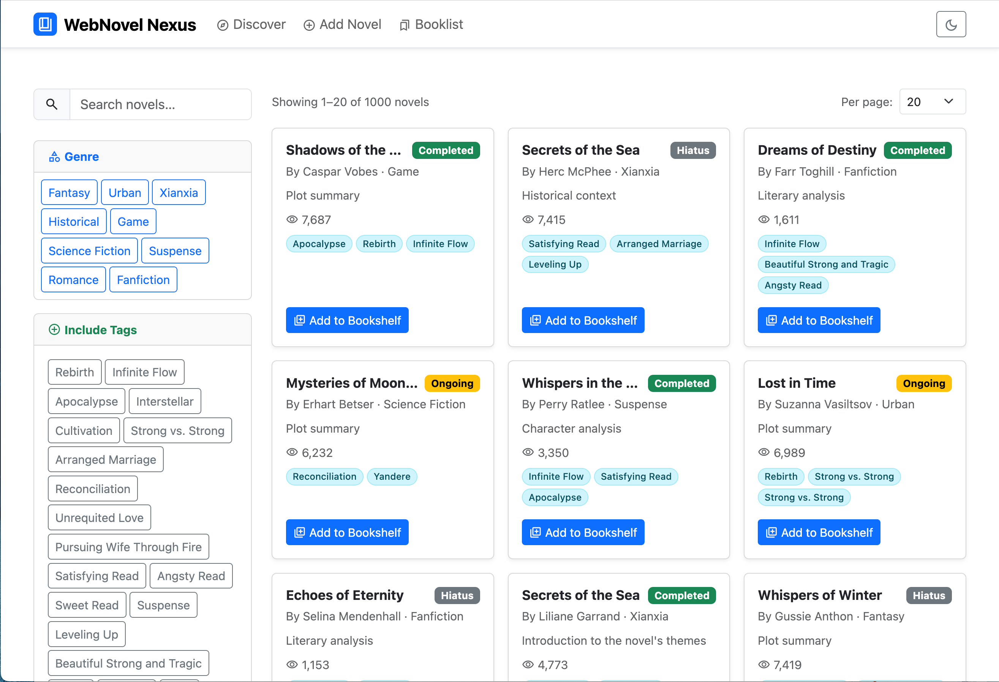 WebNovel Nexus Discover Add Novel Booklist
Search novels...
Genre
Fantasy Urban Xianxia
Historical Game
Science Fiction Suspense
Romance Fanfiction
Include Tags
Rebirth Infinite Flow
Apocalypse Interstellar
Cultivation Strong vs. Strong
Arranged Marriage
Reconciliation
Unrequited Love
Pursuing Wife Through Fire
Satisfying Read Angsty Read
Sweet Read Suspense
Leveling Up
Beautiful Strong and Tragic
Showing 1–20 of 1000 novels
Per page: 20
Shadows of the ... Completed
By Caspar Vobes · Game
Plot summary
7,687
Apocalypse Rebirth Infinite Flow
Add to Bookshelf
Secrets of the Sea Hiatus
By Herc McPhee · Xianxia
Historical context
7,415
Satisfying Read Arranged Marriage
Leveling Up
Add to Bookshelf
Dreams of Destiny Completed
By Farr Toghill · Fanfiction
Literary analysis
1,611
Infinite Flow
Beautiful Strong and Tragic
Angsty Read
Add to Bookshelf
Mysteries of Moon... Ongoing
By Erhart Betser · Science Fiction
Plot summary
6,232
Reconciliation Yandere
Add to Bookshelf
Whispers in the ... Completed
By Perry Ratlee · Suspense
Character analysis
3,350
Infinite Flow Satisfying Read
Apocalypse
Add to Bookshelf
Lost in Time Ongoing
By Suzanna Vasiltsov · Urban
Plot summary
6,989
Rebirth Strong vs. Strong
Strong vs. Strong
Add to Bookshelf
Echoes of Eternity Hiatus
By Selina Mendenhall · Fanfiction
Literary analysis
1,153
Secrets of the Sea Completed
By Liliane Garrand · Xianxia
Introduction to the novel's themes
4,773
Whispers of Winter Hiatus
By Gussie Anthon · Fantasy
Plot summary
7,419